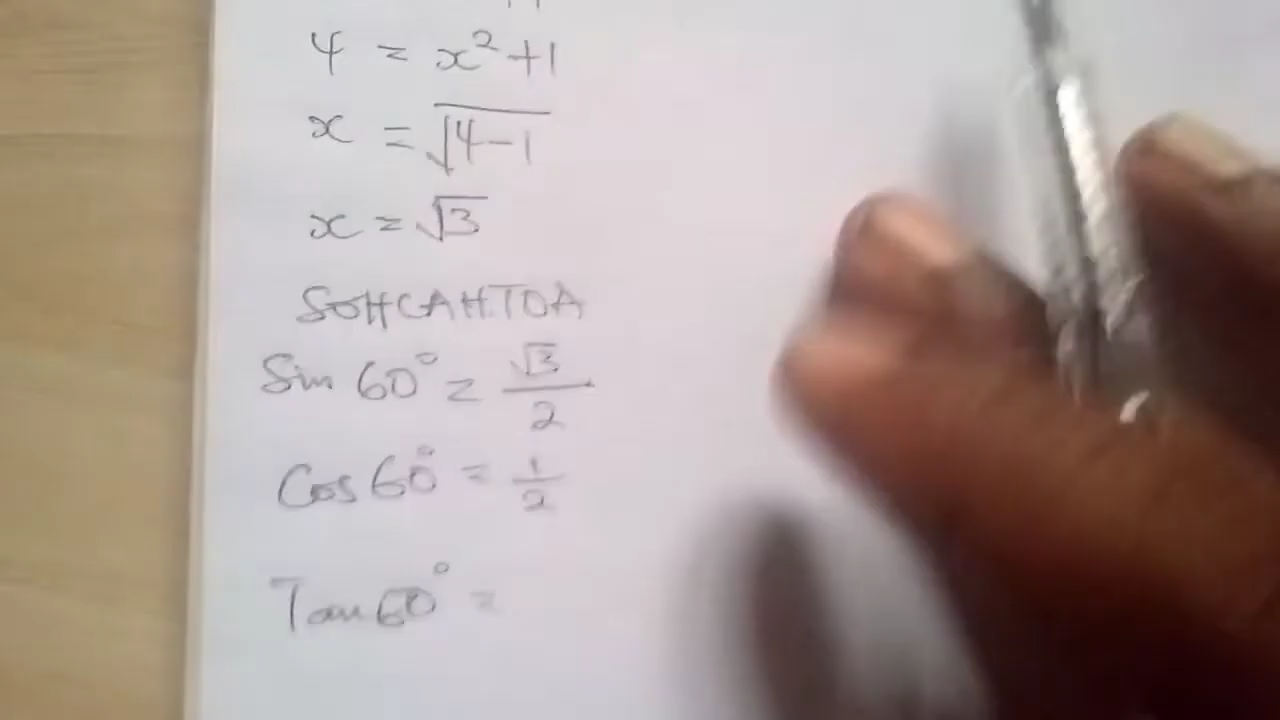 4 = x² + 1
x = √4-1
x = √3
SOHCAHTOA
Sin 60° = √3/2
Cos 60° = 1/2
Tan 60° =